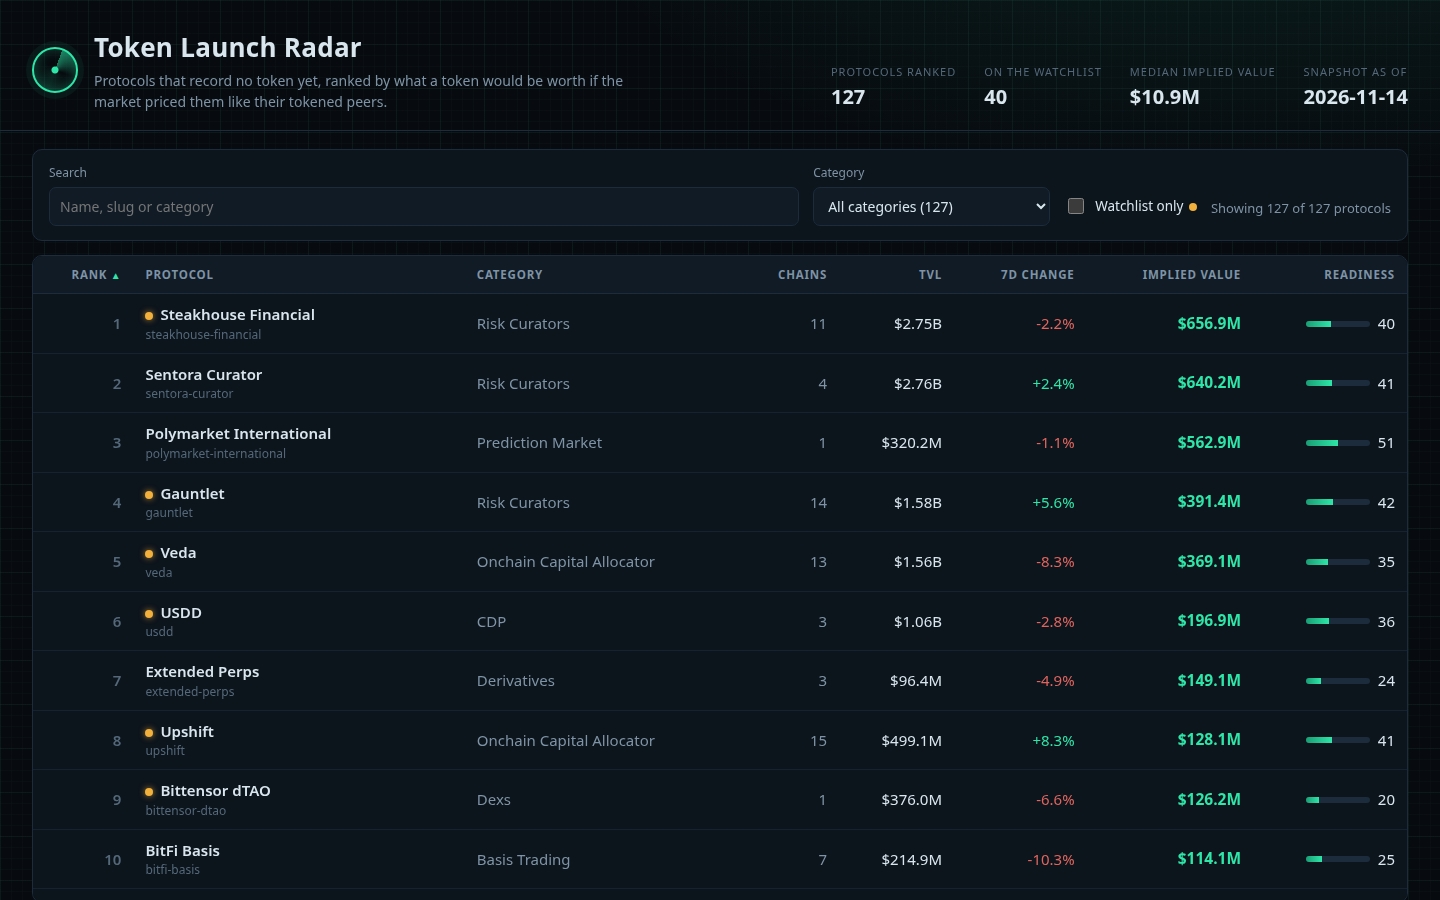 Token Launch Radar
Protocols that record no token yet, ranked by what a token would be worth if the
market priced them like their tokened peers.
PROTOCOLS RANKED
127
ON THE WATCHLIST
40
MEDIAN IMPLIED VALUE
$10.9M
SNAPSHOT AS OF
2026-11-14
Search
Name, slug or category
Category
All categories (127)
Watchlist only
Showing 127 of 127 protocols
RANK ▲ PROTOCOL CATEGORY CHAINS TVL 7D CHANGE IMPLIED VALUE READINESS
1 Steakhouse Financial Risk Curators 11 $2.75B -2.2% $656.9M 40
steakhouse-financial
2 Sentora Curator Risk Curators 4 $2.76B +2.4% $640.2M 41
sentora-curator
3 Polymarket International Prediction Market 1 $320.2M -1.1% $562.9M 51
polymarket-international
4 Gauntlet Risk Curators 14 $1.58B +5.6% $391.4M 42
gauntlet
5 Veda Onchain Capital Allocator 13 $1.56B -8.3% $369.1M 35
veda
6 USDD CDP 3 $1.06B -2.8% $196.9M 36
usdd
7 Extended Perps Derivatives 3 $96.4M -4.9% $149.1M 24
extended-perps
8 Upshift Onchain Capital Allocator 15 $499.1M +8.3% $128.1M 41
upshift
9 Bittensor dTAO Dexs 1 $376.0M -6.6% $126.2M 20
bittensor-dtao
10 BitFi Basis Basis Trading 7 $214.9M -10.3% $114.1M 25
bitfi-basis